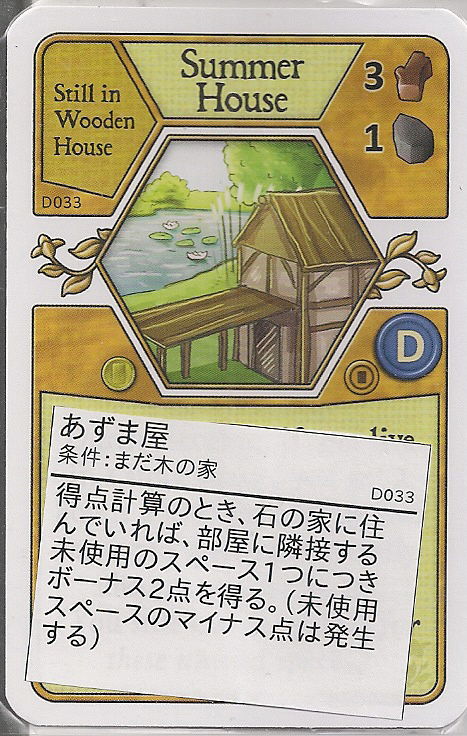 Summer
House
Still in
Wooden
House
D033
3
1
D
live
あずま屋
条件:まだ木の家
D033
得点計算のとき、石の家に住
んでいれば、部屋に隣接する
未使用のスペース1つにつき
ボーナス2点を得る。(未使用
スペースのマイナス点は発生
する)